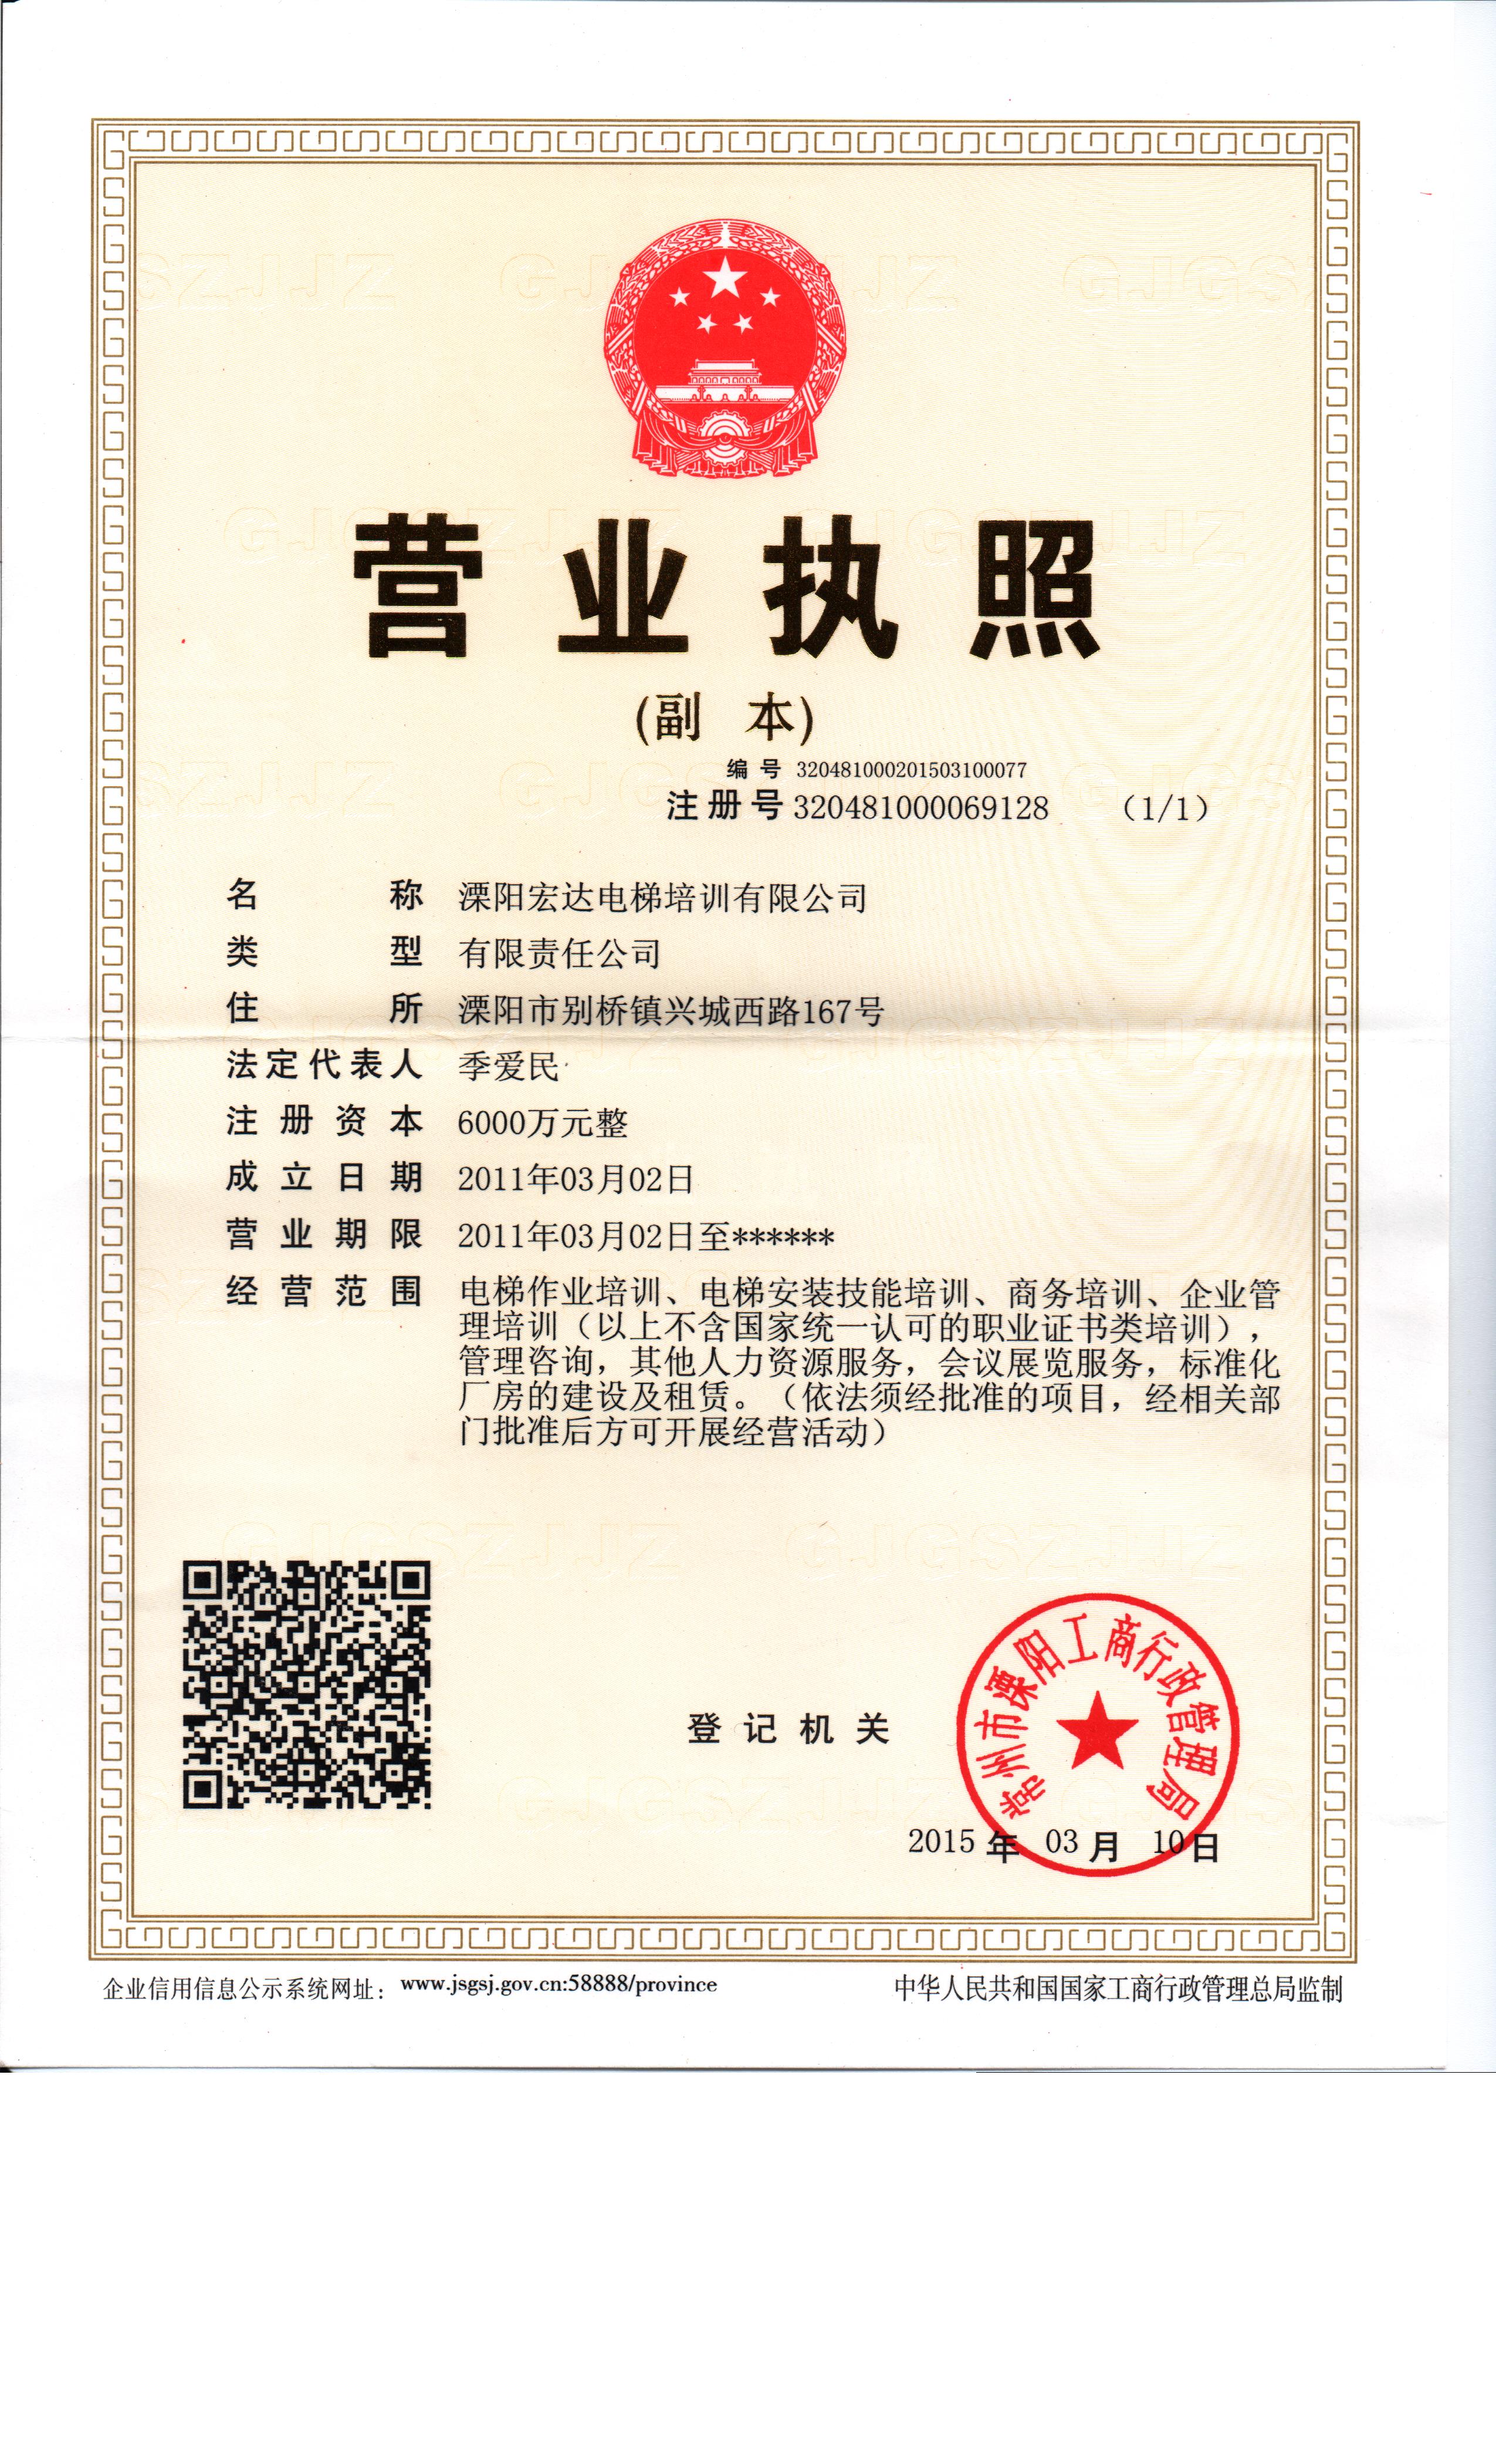 营业执照
(副 本)
编 号 320481000201503100077
注册号 320481000069128 (1/1)
名 称 溧阳宏达电梯培训有限公司
类 型 有限责任公司
住 所 溧阳市别桥镇兴城西路167号
法定代表人 季爱民
注册资本 6000万元整
成立日期 2011年03月02日
营业期限 2011年03月02日至******
经营范围 电梯作业培训、电梯安装技能培训、商务培训、企业管
理培训（以上不含国家统一认可的职业证书类培训），
管理咨询，其他人力资源服务，会议展览服务，标准化
厂房的建设及租赁。（依法须经批准的项目，经相关部
门批准后方可开展经营活动）
常州市溧阳工商行政管理局
登记机关
2015 年 03 月 10 日
企业信用信息公示系统网址： www.jsgsj.gov.cn:58888/province
中华人民共和国国家工商行政管理总局监制